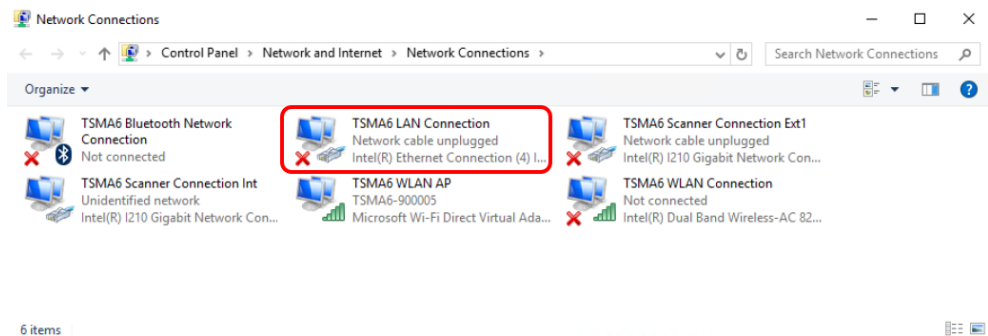 Network Connections
Control Panel > Network and Internet > Network Connections >
Search Network Connections
Organize
TSMA6 Bluetooth Network
Connection
Not connected
TSMA6 LAN Connection
Network cable unplugged
Intel(R) Ethernet Connection (4) I...
TSMA6 Scanner Connection Ext1
Network cable unplugged
Intel(R) I210 Gigabit Network Con...
TSMA6 Scanner Connection Int
Unidentified network
Intel(R) I210 Gigabit Network Con...
TSMA6 WLAN AP
TSMA6-900005
Microsoft Wi-Fi Direct Virtual Ada...
TSMA6 WLAN Connection
Not connected
Intel(R) Dual Band Wireless-AC 82...
6 items